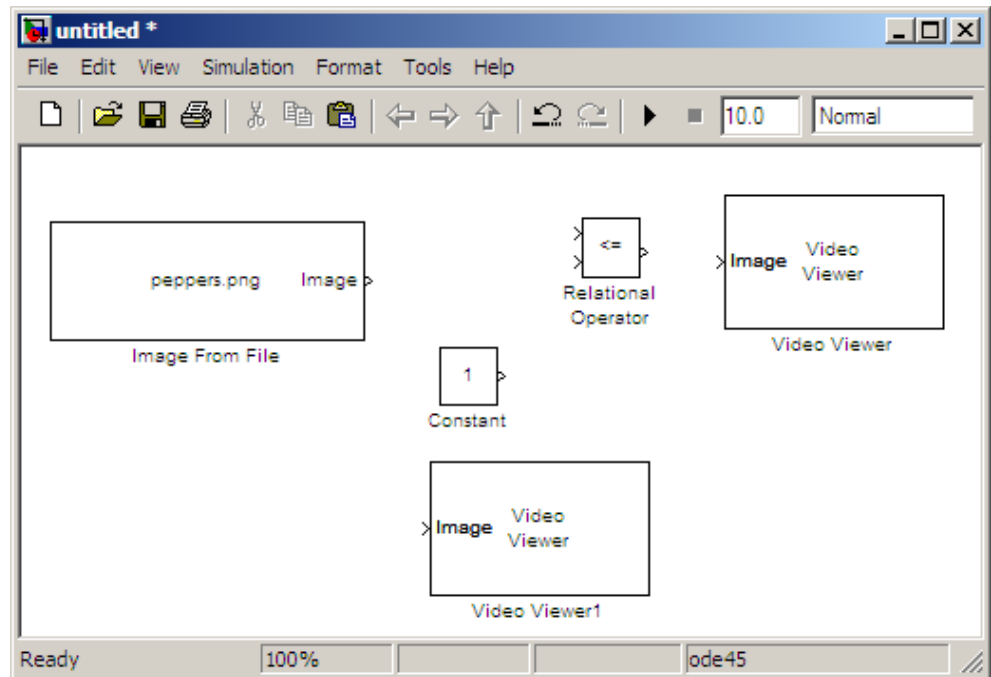 untitled *
File Edit View Simulation Format Tools Help
10.0 Normal
peppers.png Image
Image From File
<=
Relational
Operator
Image Video
Viewer
Video Viewer
1
Constant
Image Video
Viewer
Video Viewer1
Ready 100% ode45